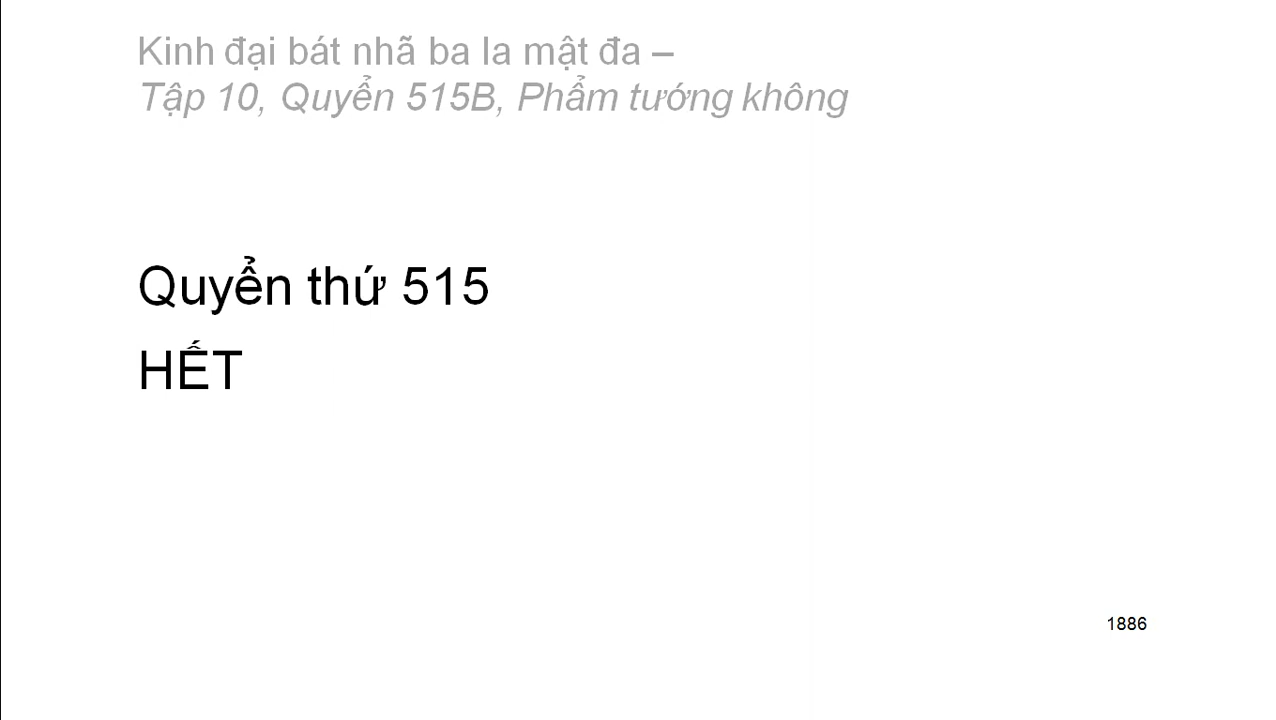 Kinh đại bát nhã ba la mật đa –
Tập 10, Quyển 515B, Phẩm tướng không
Quyển thứ 515
HẾT
1886